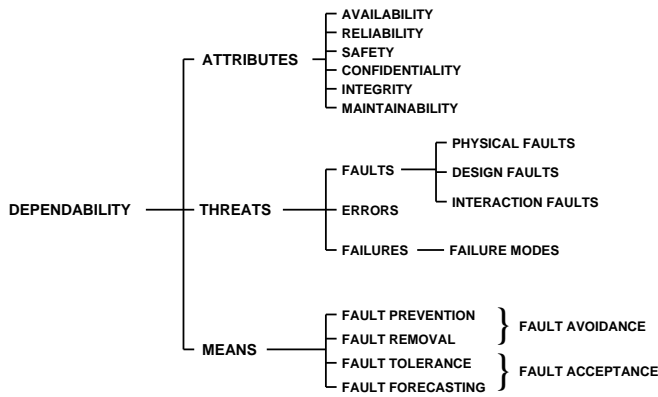 AVAILABILITY
RELIABILITY
SAFETY
CONFIDENTIALITY
INTEGRITY
MAINTAINABILITY
ATTRIBUTES
PHYSICAL FAULTS
DESIGN FAULTS
INTERACTION FAULTS
FAULTS
ERRORS
FAILURES
FAILURE MODES
DEPENDABILITY
THREATS
FAULT PREVENTION
FAULT REMOVAL
FAULT AVOIDANCE
MEANS
FAULT TOLERANCE
FAULT FORECASTING
FAULT ACCEPTANCE